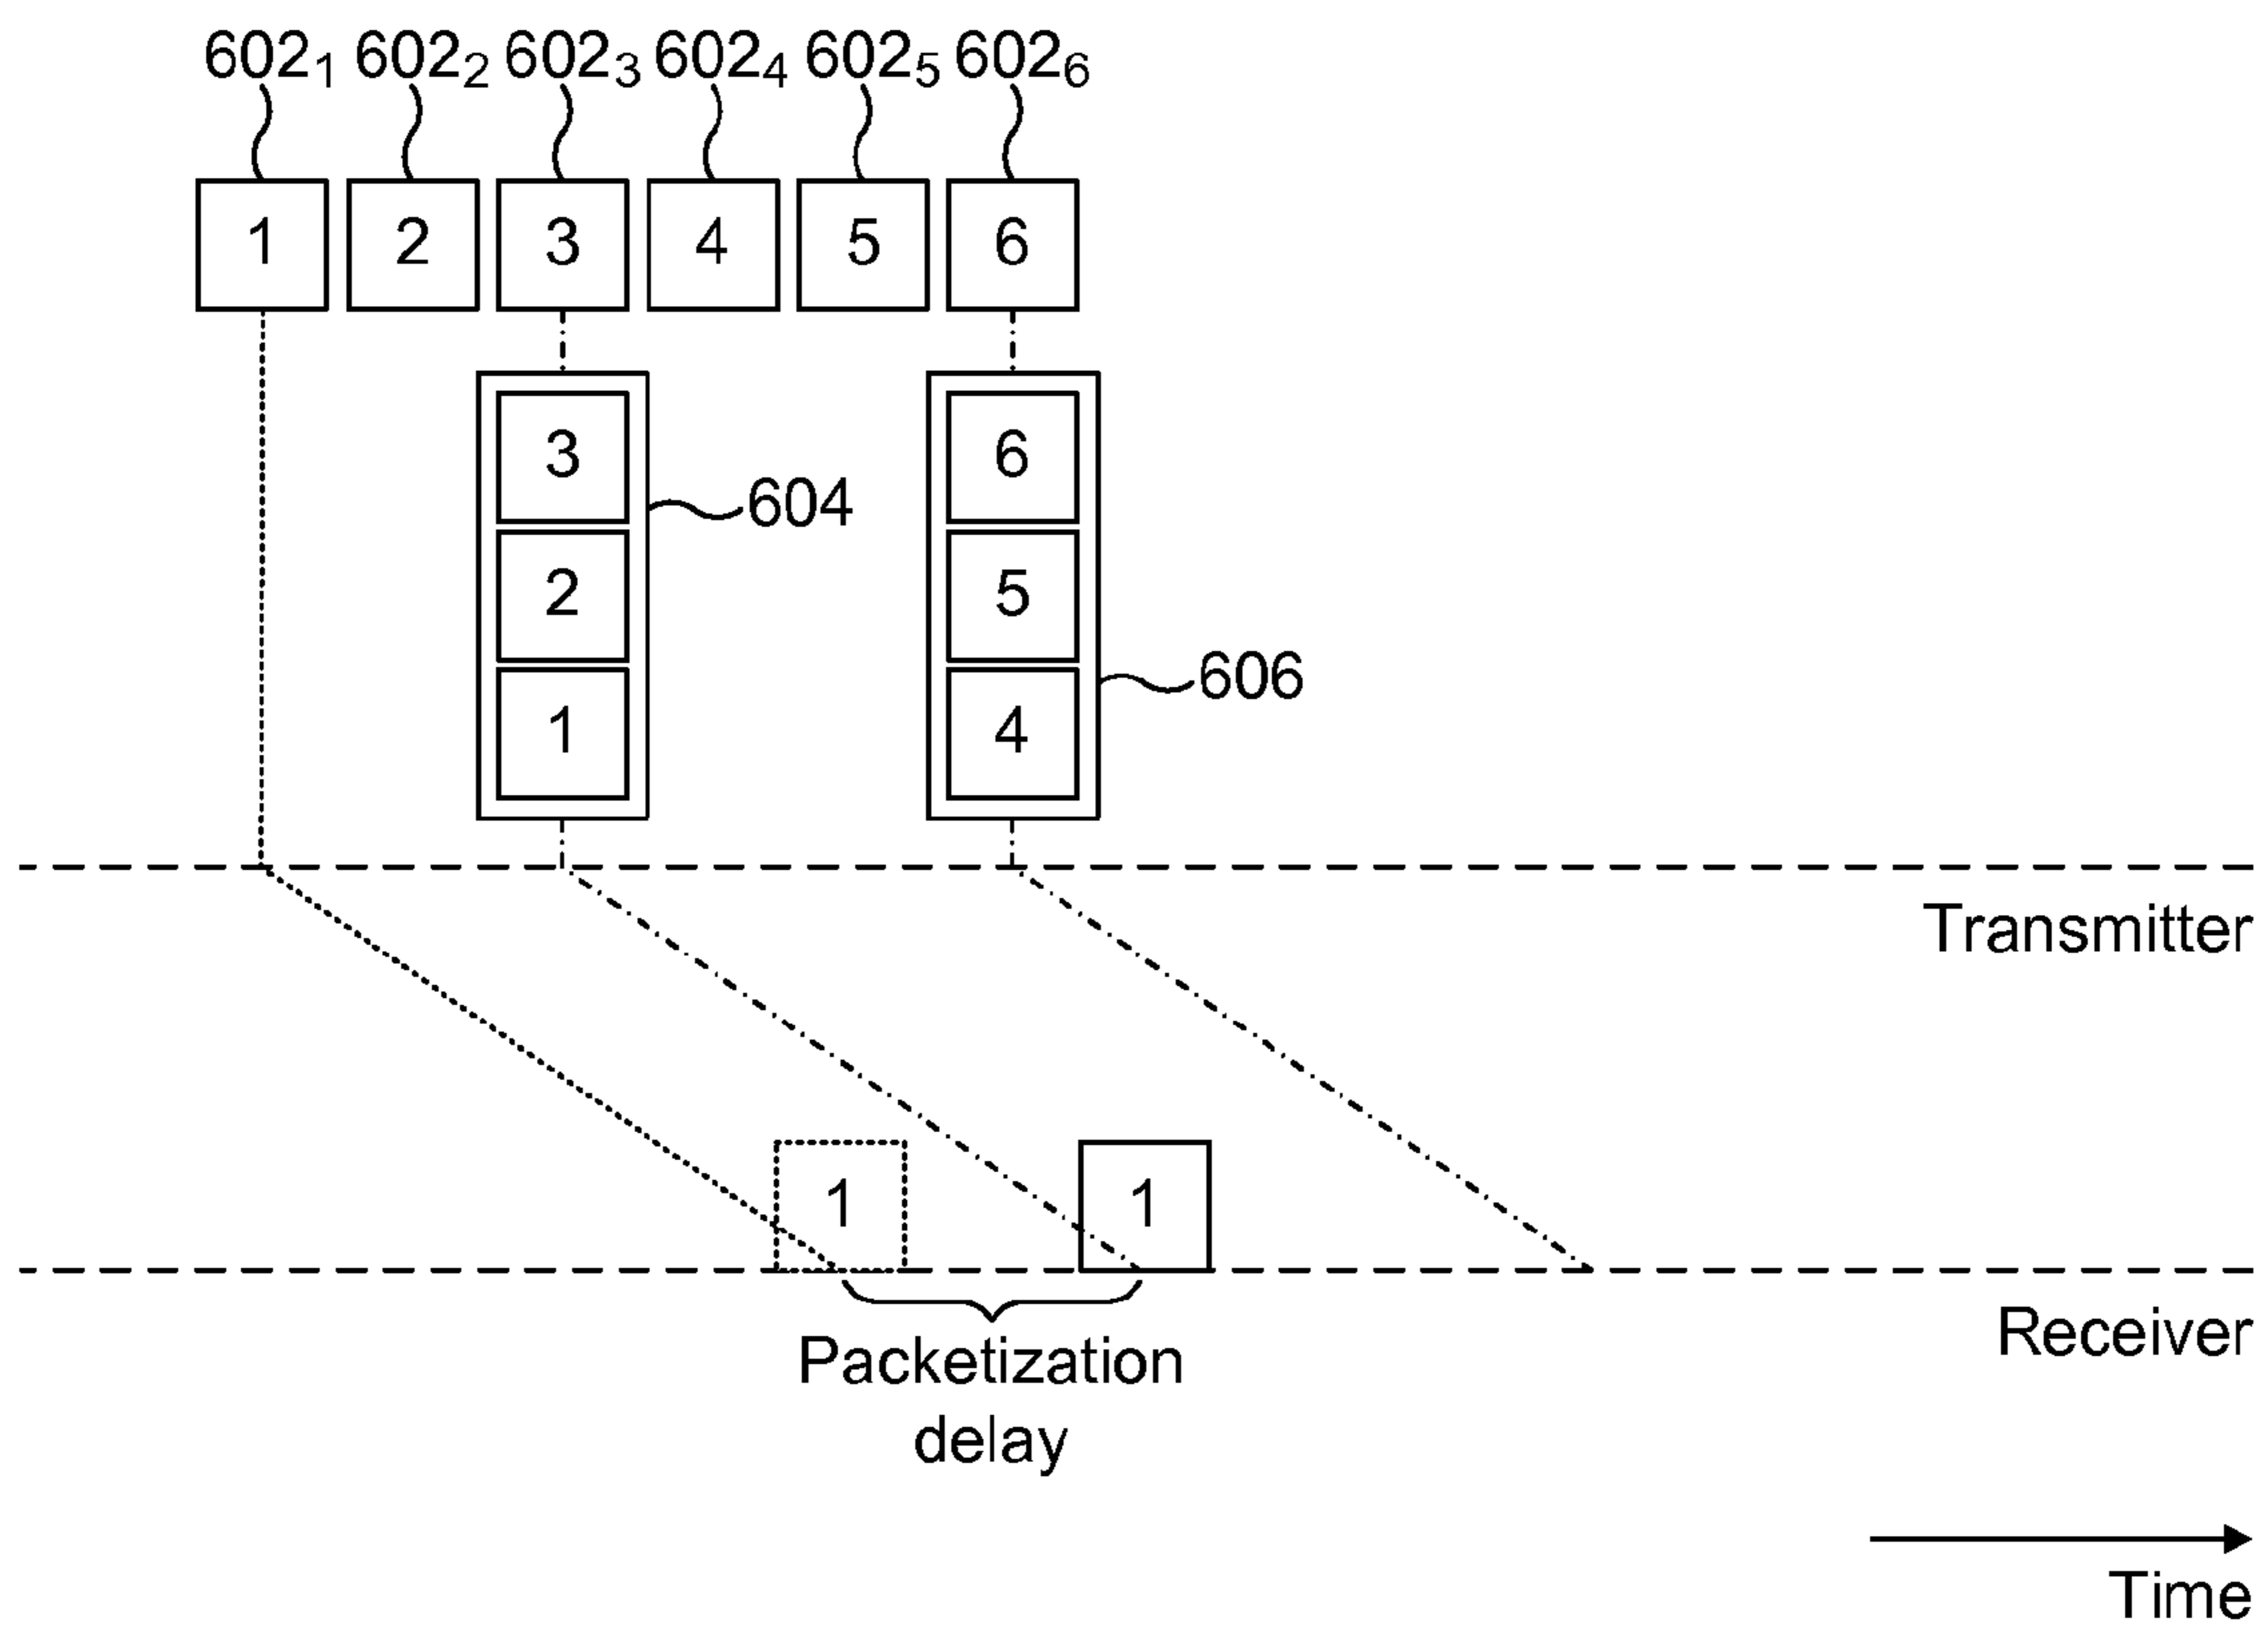 602₁ 602₂ 602₃ 602₄ 602₅ 602₆
1 2 3 4 5 6
3 6
604
2 5
606
1 4
Transmitter
1 1
Receiver
Packetization
delay
Time